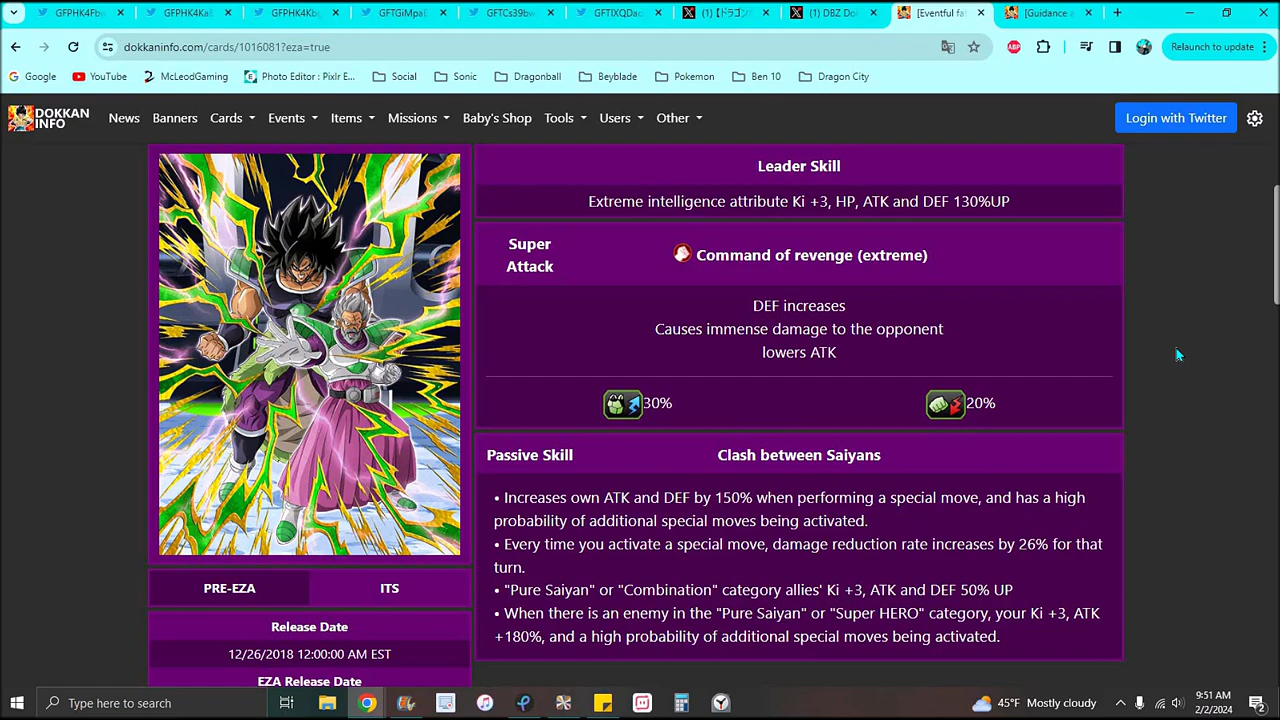 GFPHK4Fbw
GFPHK4KaE
GFPHK4Kbg
GFTGiMpaE
GFTCs39bw
GFTIXQDac
(1)【ドラゴン
(1) DBZ Dok
[Eventful fat
[Guidance a
dokkaninfo.com/cards/1016081?eza=true
ABP
Relaunch to update
Google
YouTube
McLeodGaming
Photo Editor : Pixlr E...
Social
Sonic
Dragonball
Beyblade
Pokemon
Ben 10
Dragon City
DOKKAN
INFO
News
Banners
Cards
Events
Items
Missions
Baby's Shop
Tools
Users
Other
Login with Twitter
Leader Skill
Extreme intelligence attribute Ki +3, HP, ATK and DEF 130%UP
Super
Attack
Command of revenge (extreme)
DEF increases
Causes immense damage to the opponent
lowers ATK
30%
20%
Passive Skill
Clash between Saiyans
• Increases own ATK and DEF by 150% when performing a special move, and has a high
probability of additional special moves being activated.
• Every time you activate a special move, damage reduction rate increases by 26% for that
turn.
• "Pure Saiyan" or "Combination" category allies' Ki +3, ATK and DEF 50% UP
• When there is an enemy in the "Pure Saiyan" or "Super HERO" category, your Ki +3, ATK
+180%, and a high probability of additional special moves being activated.
PRE-EZA
ITS
Release Date
12/26/2018 12:00:00 AM EST
EZA Release Date
Type here to search
45°F Mostly cloudy
9:51 AM
2/2/2024
2